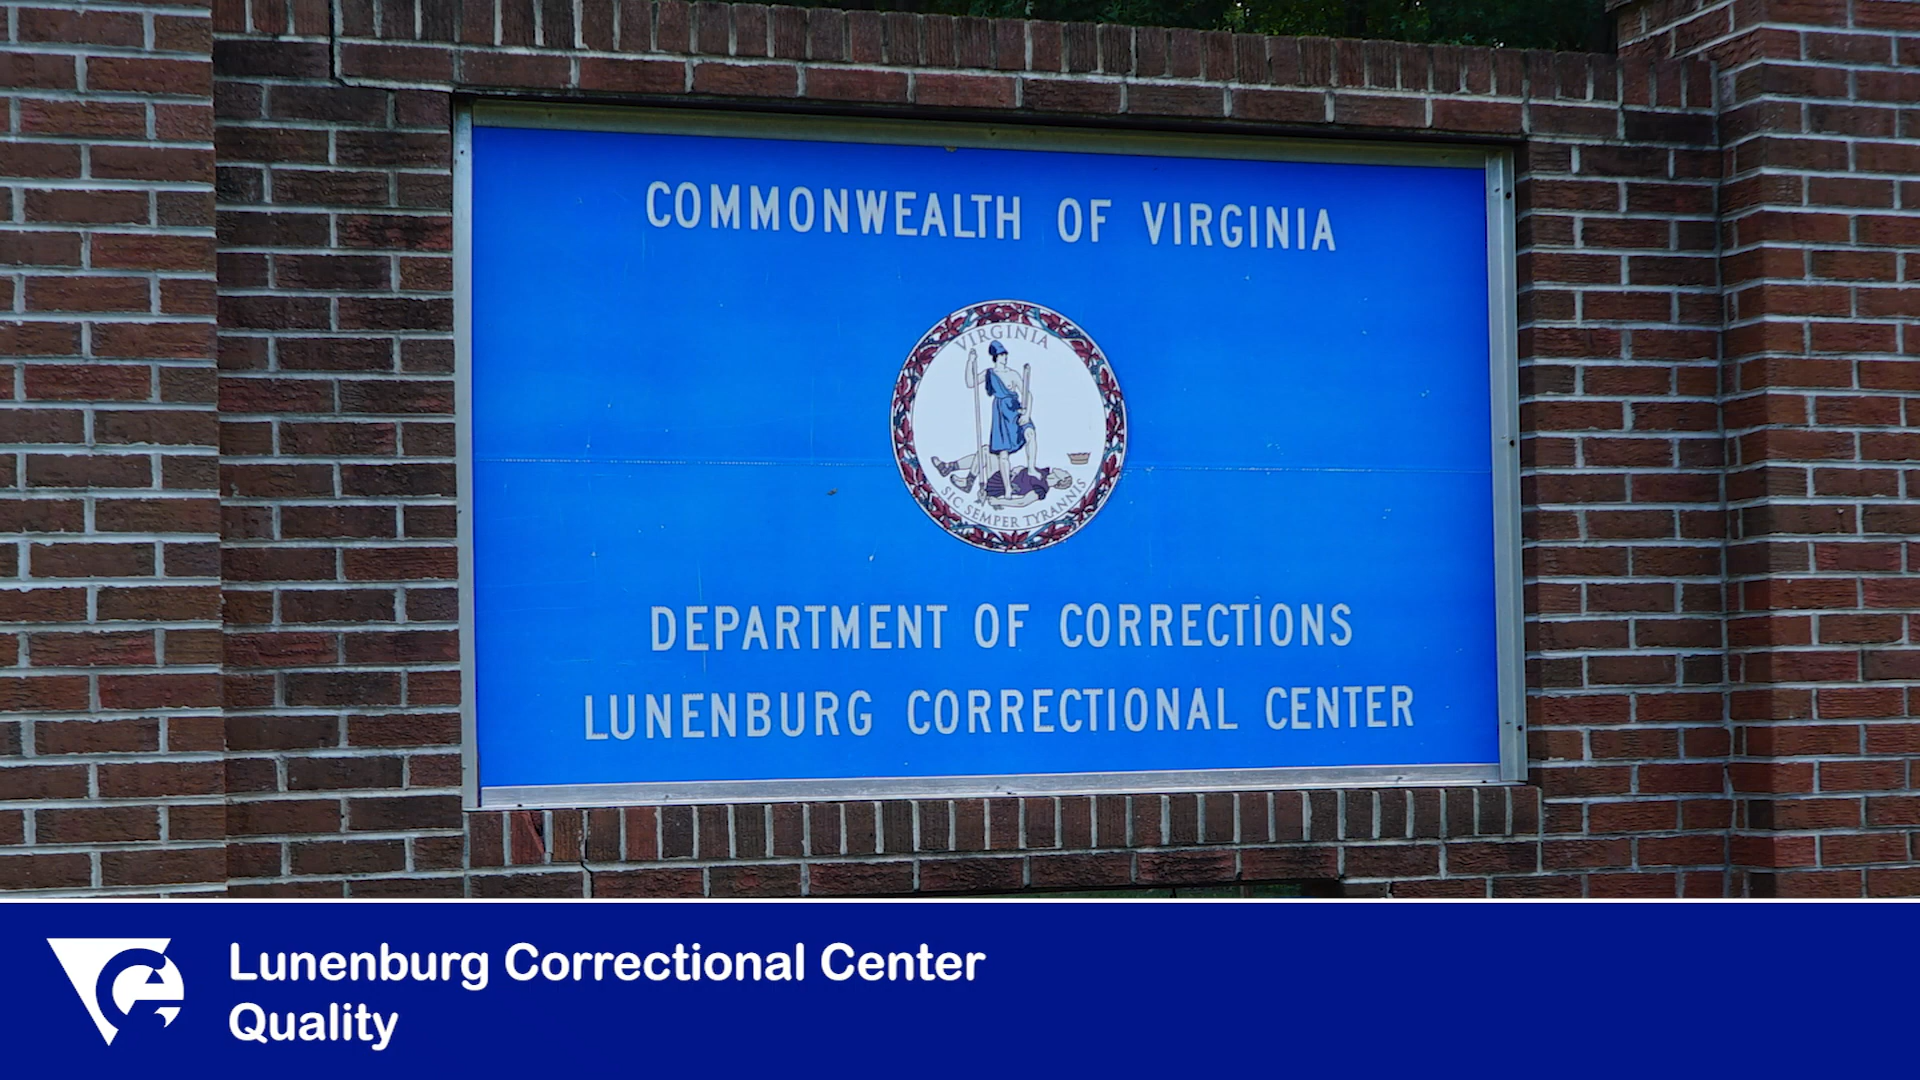 COMMONWEALTH OF VIRGINIA
VIRGINIA
SIC SEMPER TYRANNIS
DEPARTMENT OF CORRECTIONS
LUNENBURG CORRECTIONAL CENTER
Lunenburg Correctional Center
Quality